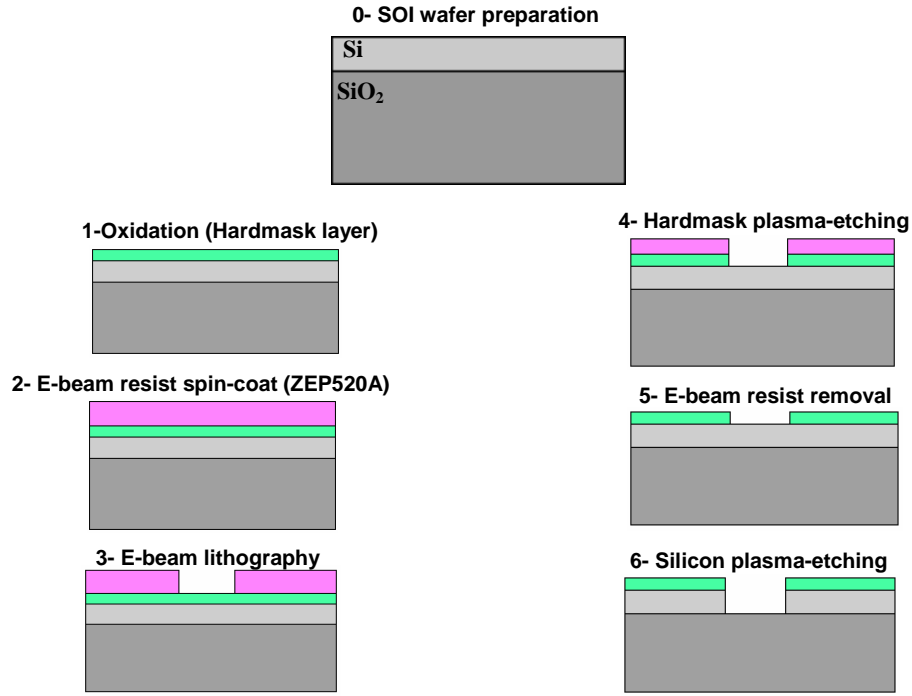 0- SOI wafer preparation
Si
SiO₂
1-Oxidation (Hardmask layer)
2- E-beam resist spin-coat (ZEP520A)
3- E-beam lithography
4- Hardmask plasma-etching
5- E-beam resist removal
6- Silicon plasma-etching